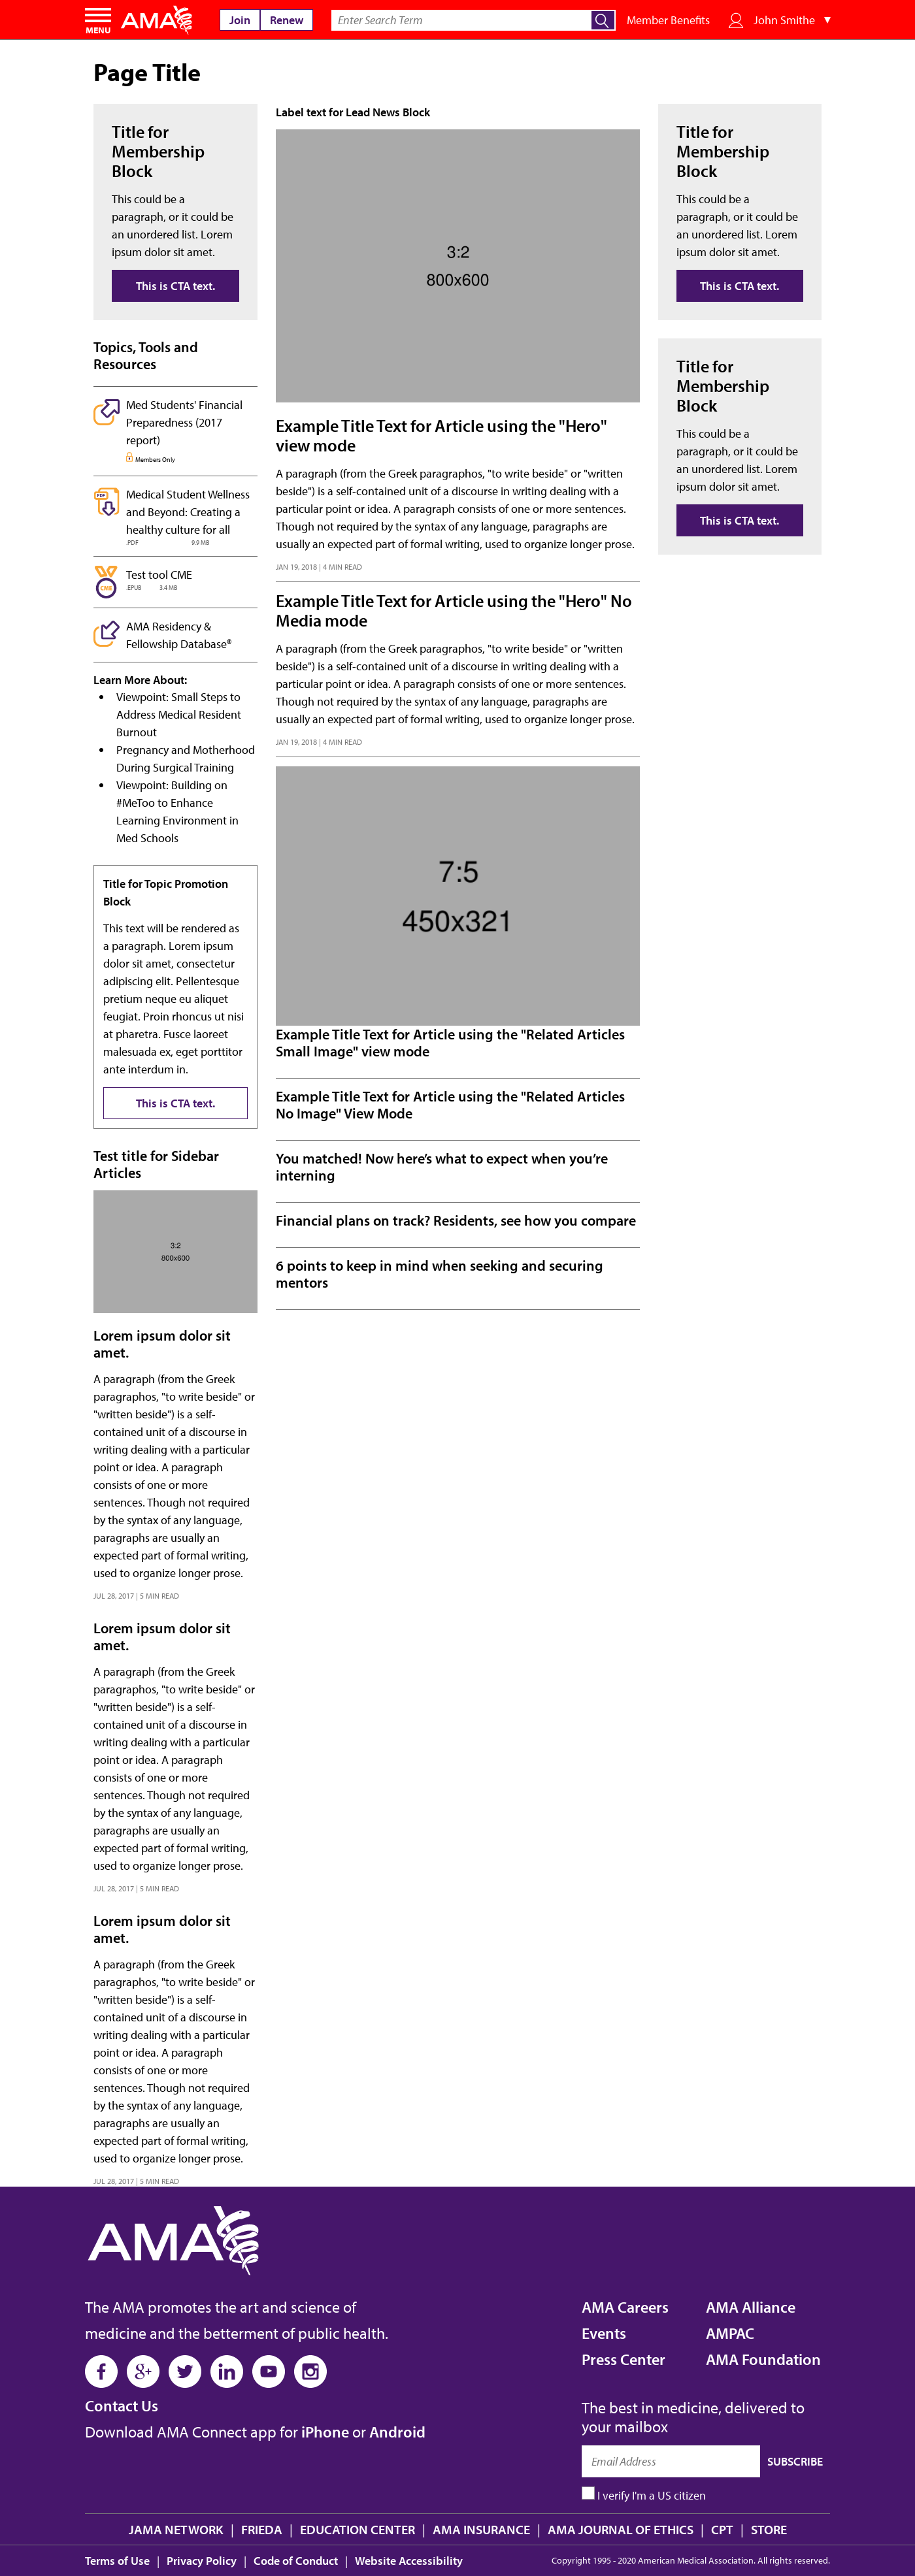 MENU
AMA
Join
Renew
Enter Search Term
Member Benefits
John Smithe
Page Title
Title for
Membership
Block
This could be a
paragraph, or it could be
an unordered list. Lorem
ipsum dolor sit amet.
This is CTA text.
Topics, Tools and
Resources
Med Students' Financial
Preparedness (2017
report)
Members Only
PDF
Medical Student Wellness
and Beyond: Creating a
healthy culture for all
.PDF 9.9 MB
CME
Test tool CME
.EPUB 3.4 MB
AMA Residency &
Fellowship Database®
Learn More About:
Viewpoint: Small Steps to
Address Medical Resident
Burnout
Pregnancy and Motherhood
During Surgical Training
Viewpoint: Building on
#MeToo to Enhance
Learning Environment in
Med Schools
Title for Topic Promotion
Block
This text will be rendered as
a paragraph. Lorem ipsum
dolor sit amet, consectetur
adipiscing elit. Pellentesque
pretium neque eu aliquet
feugiat. Proin rhoncus ut nisi
at pharetra. Fusce laoreet
malesuada ex, eget porttitor
ante interdum in.
This is CTA text.
Test title for Sidebar
Articles
3:2
800x600
Lorem ipsum dolor sit
amet.
A paragraph (from the Greek
paragraphos, "to write beside" or
"written beside") is a self-
contained unit of a discourse in
writing dealing with a particular
point or idea. A paragraph
consists of one or more
sentences. Though not required
by the syntax of any language,
paragraphs are usually an
expected part of formal writing,
used to organize longer prose.
JUL 28, 2017 | 5 MIN READ
Lorem ipsum dolor sit
amet.
A paragraph (from the Greek
paragraphos, "to write beside" or
"written beside") is a self-
contained unit of a discourse in
writing dealing with a particular
point or idea. A paragraph
consists of one or more
sentences. Though not required
by the syntax of any language,
paragraphs are usually an
expected part of formal writing,
used to organize longer prose.
JUL 28, 2017 | 5 MIN READ
Lorem ipsum dolor sit
amet.
A paragraph (from the Greek
paragraphos, "to write beside" or
"written beside") is a self-
contained unit of a discourse in
writing dealing with a particular
point or idea. A paragraph
consists of one or more
sentences. Though not required
by the syntax of any language,
paragraphs are usually an
expected part of formal writing,
used to organize longer prose.
JUL 28, 2017 | 5 MIN READ
Label text for Lead News Block
3:2
800x600
Example Title Text for Article using the "Hero"
view mode
A paragraph (from the Greek paragraphos, "to write beside" or "written
beside") is a self-contained unit of a discourse in writing dealing with a
particular point or idea. A paragraph consists of one or more sentences.
Though not required by the syntax of any language, paragraphs are
usually an expected part of formal writing, used to organize longer prose.
JAN 19, 2018 | 4 MIN READ
Example Title Text for Article using the "Hero" No
Media mode
A paragraph (from the Greek paragraphos, "to write beside" or "written
beside") is a self-contained unit of a discourse in writing dealing with a
particular point or idea. A paragraph consists of one or more sentences.
Though not required by the syntax of any language, paragraphs are
usually an expected part of formal writing, used to organize longer prose.
JAN 19, 2018 | 4 MIN READ
7:5
450x321
Example Title Text for Article using the "Related Articles
Small Image" view mode
Example Title Text for Article using the "Related Articles
No Image" View Mode
You matched! Now here’s what to expect when you’re
interning
Financial plans on track? Residents, see how you compare
6 points to keep in mind when seeking and securing
mentors
Title for
Membership
Block
This could be a
paragraph, or it could be
an unordered list. Lorem
ipsum dolor sit amet.
This is CTA text.
Title for
Membership
Block
This could be a
paragraph, or it could be
an unordered list. Lorem
ipsum dolor sit amet.
This is CTA text.
AMA
The AMA promotes the art and science of
medicine and the betterment of public health.
Contact Us
Download AMA Connect app for iPhone or Android
AMA Careers
Events
Press Center
AMA Alliance
AMPAC
AMA Foundation
The best in medicine, delivered to
your mailbox
Email Address
SUBSCRIBE
I verify I'm a US citizen
JAMA NETWORK | FRIEDA | EDUCATION CENTER | AMA INSURANCE | AMA JOURNAL OF ETHICS | CPT | STORE
Terms of Use | Privacy Policy | Code of Conduct | Website Accessibility
Copyright 1995 - 2020 American Medical Association. All rights reserved.